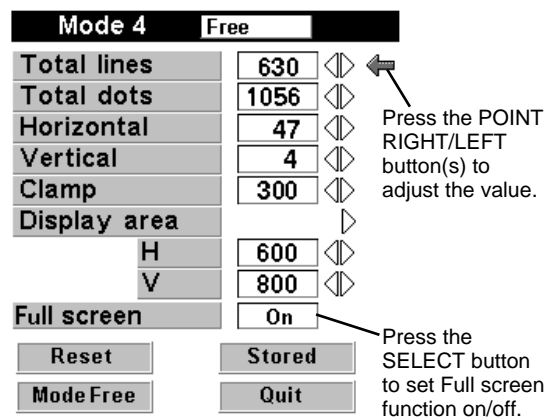 Mode 4 Free
Total lines 630
Total dots 1056
Horizontal 47
Vertical 4
Clamp 300
Display area
H 600
V 800
Full screen On
Reset Stored
Mode Free Quit
Press the POINT
RIGHT/LEFT
button(s) to
adjust the value.
Press the
SELECT button
to set Full screen
function on/off.